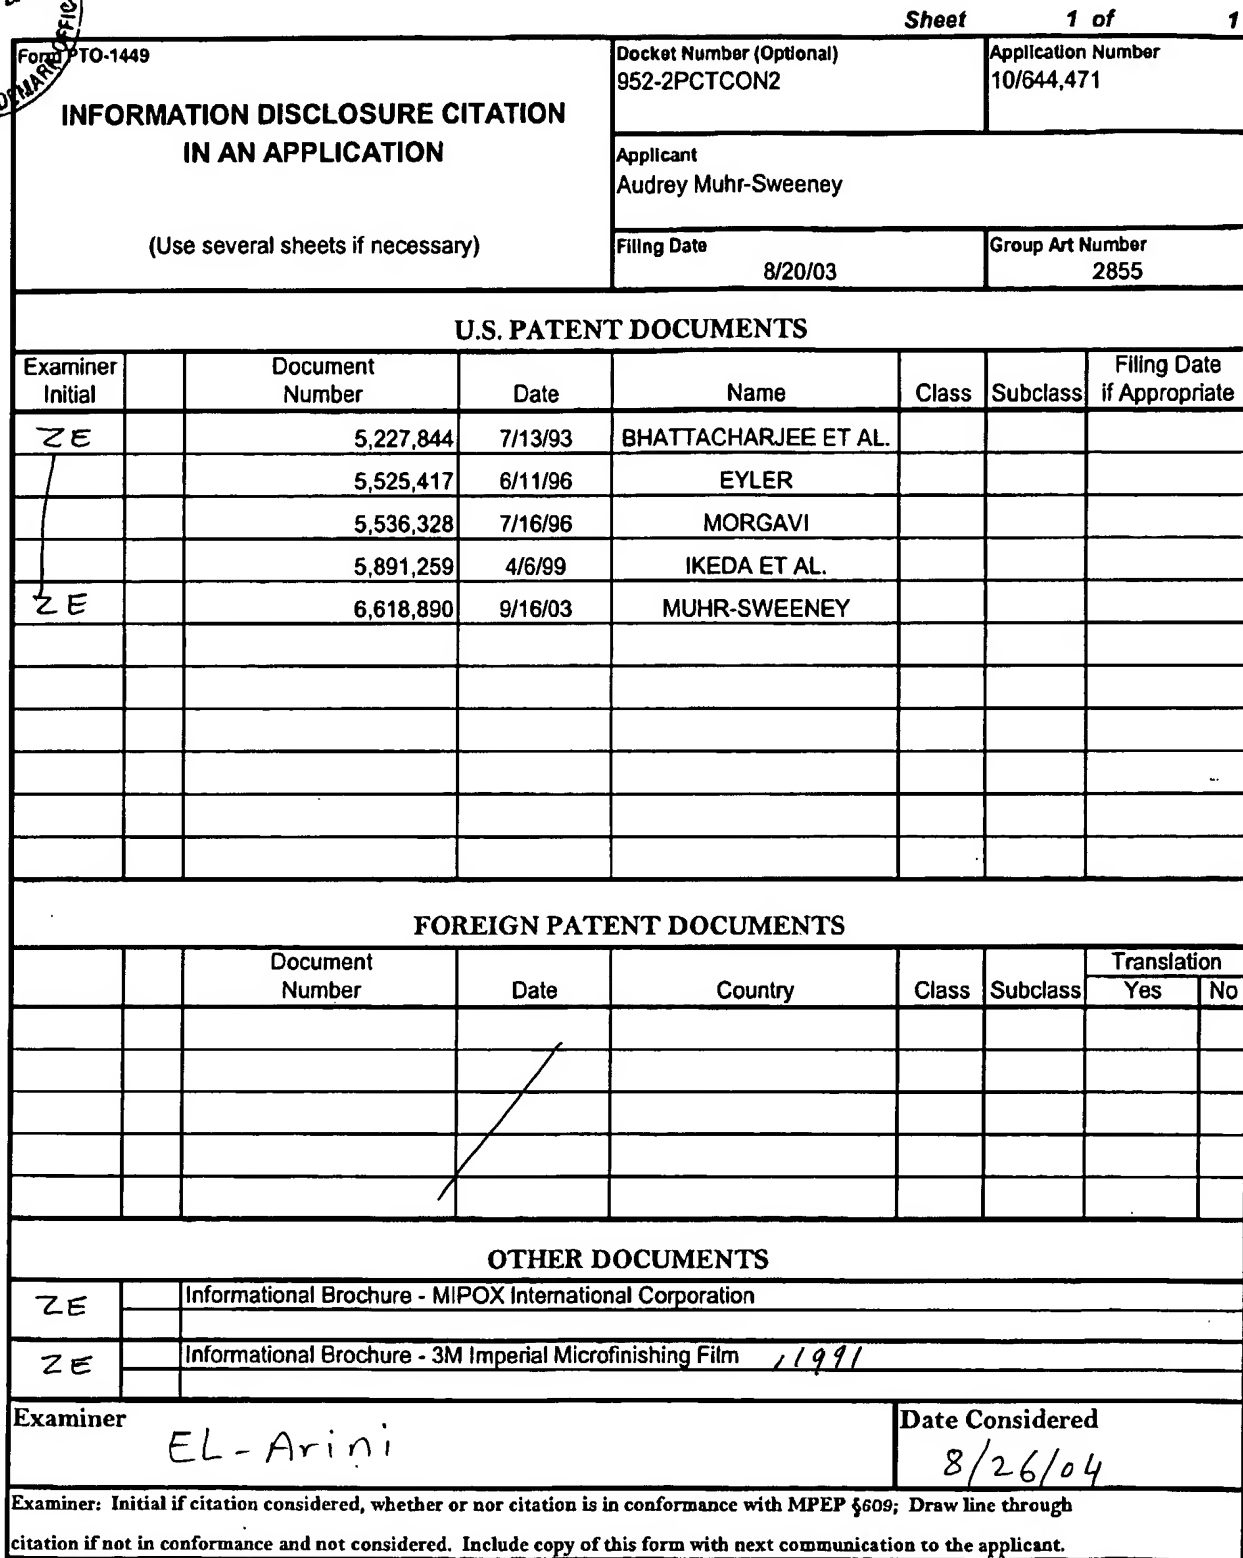 Sheet 1 of 1
Form PTO-1449
INFORMATION DISCLOSURE CITATION
IN AN APPLICATION
(Use several sheets if necessary)
Docket Number (Optional)
952-2PCTCON2
Application Number
10/644,471
Applicant
Audrey Muhr-Sweeney
Filing Date
8/20/03
Group Art Number
2855
U.S. PATENT DOCUMENTS
Examiner Initial Document Number Date Name Class Subclass Filing Date if Appropriate
ZE 5,227,844 7/13/93 BHATTACHARJEE ET AL.
5,525,417 6/11/96 EYLER
5,536,328 7/16/96 MORGAVI
5,891,259 4/6/99 IKEDA ET AL.
ZE 6,618,890 9/16/03 MUHR-SWEENEY
FOREIGN PATENT DOCUMENTS
Document Number Date Country Class Subclass Translation Yes No
OTHER DOCUMENTS
ZE Informational Brochure - MIPOX International Corporation
ZE Informational Brochure - 3M Imperial Microfinishing Film , 1991
Examiner
EL-Arini
Date Considered
8/26/04
Examiner: Initial if citation considered, whether or nor citation is in conformance with MPEP §609; Draw line through
citation if not in conformance and not considered. Include copy of this form with next communication to the applicant.